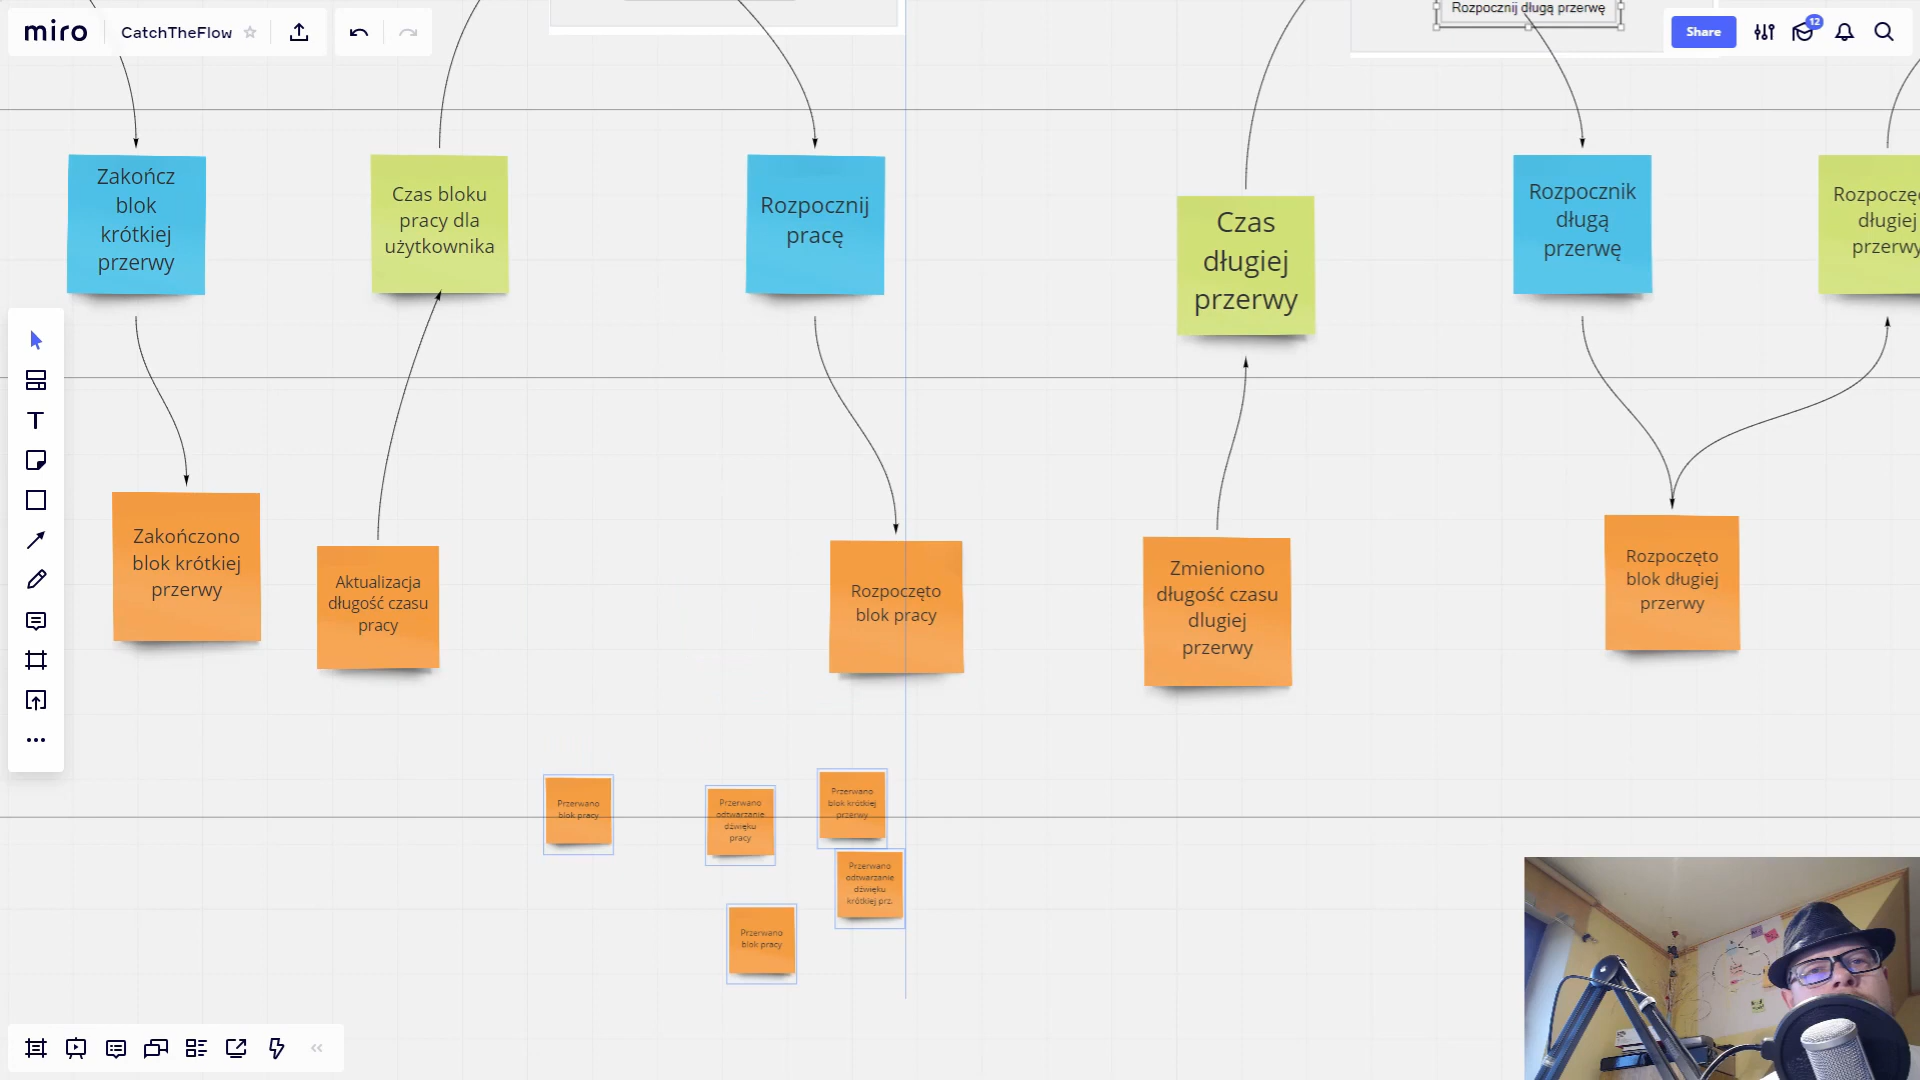 miro
CatchTheFlow
Rozpocznij długą przerwę
Share
12
Zakończ
blok
krótkiej
przerwy
Czas bloku
pracy dla
użytkownika
Rozpocznij
pracę
Czas
długiej
przerwy
Rozpocznik
długą
przerwę
długiej
przerwy
Zakończono
blok krótkiej
przerwy
Aktualizacja
długość czasu
pracy
Rozpoczęto
blok pracy
Zmieniono
długość czasu
dlugiej
przerwy
Rozpoczęto
blok długiej
przerwy
Przerwano
blok pracy
Przerwano
odtwarzanie
dźwięku
pracy
Przerwano
blok krótkiej
przerwy
Przerwano
odtwarzanie
dźwięku
krótkiej prz.
Przerwano
blok pracy